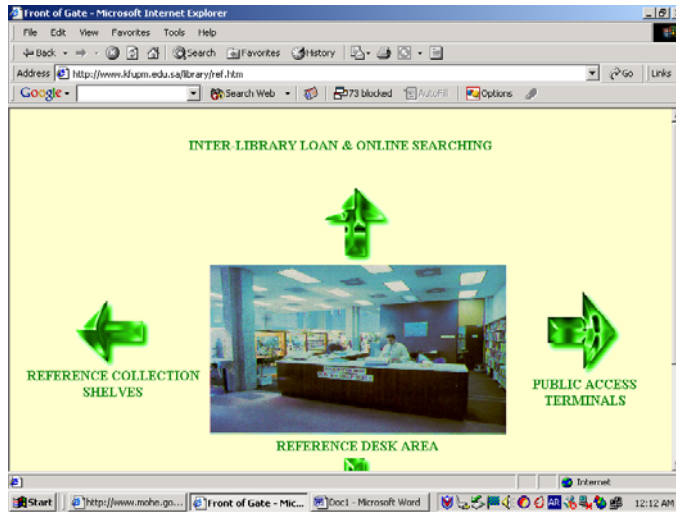 Front of Gate - Microsoft Internet Explorer
File Edit View Favorites Tools Help
Back Search Favorites History
Address http://www.kfupm.edu.sa/library/ref.htm Go Links
Google Search Web 73 blocked AutoFill Options
INTER-LIBRARY LOAN & ONLINE SEARCHING
REFERENCE COLLECTION
SHELVES
PUBLIC ACCESS
TERMINALS
REFERENCE DESK AREA
Internet
Start http://www.mohe.go... Front of Gate - Mic... Doc1 - Microsoft Word AR 12:12 AM